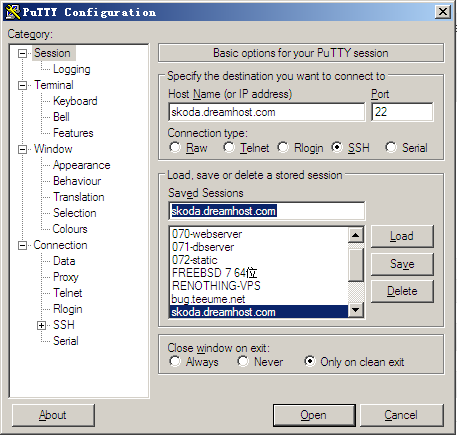 PuTTY Configuration
Category:
Session
Logging
Terminal
Keyboard
Bell
Features
Window
Appearance
Behaviour
Translation
Selection
Colours
Connection
Data
Proxy
Telnet
Rlogin
SSH
Serial
Basic options for your PuTTY session
Specify the destination you want to connect to
Host Name (or IP address) Port
skoda.dreamhost.com 22
Connection type:
Raw Telnet Rlogin SSH Serial
Load, save or delete a stored session
Saved Sessions
skoda.dreamhost.com
070-webserver
071-dbserver
072-static
FREEBSD 7 64位
RENOTHING-VPS
bug.teeume.net
skoda.dreamhost.com
Load
Save
Delete
Close window on exit:
Always Never Only on clean exit
About Open Cancel